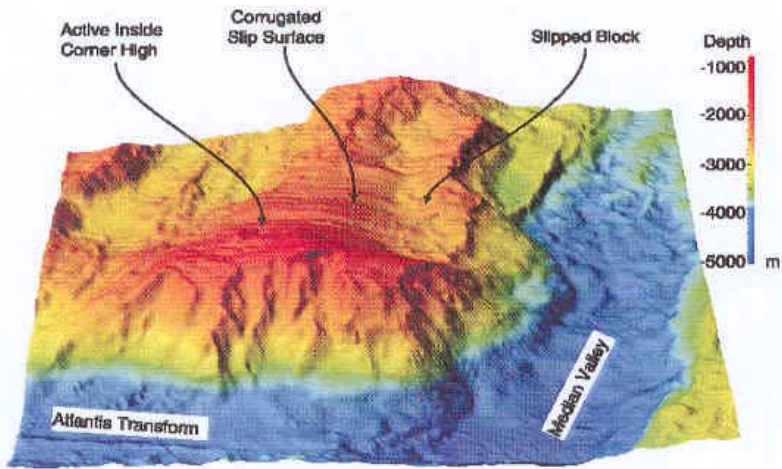 Active Inside
Corner High
Corrugated
Slip Surface
Slipped Block
Depth
-1000
-2000
-3000
-4000
-5000 m
Atlantis Transform
Median Valley